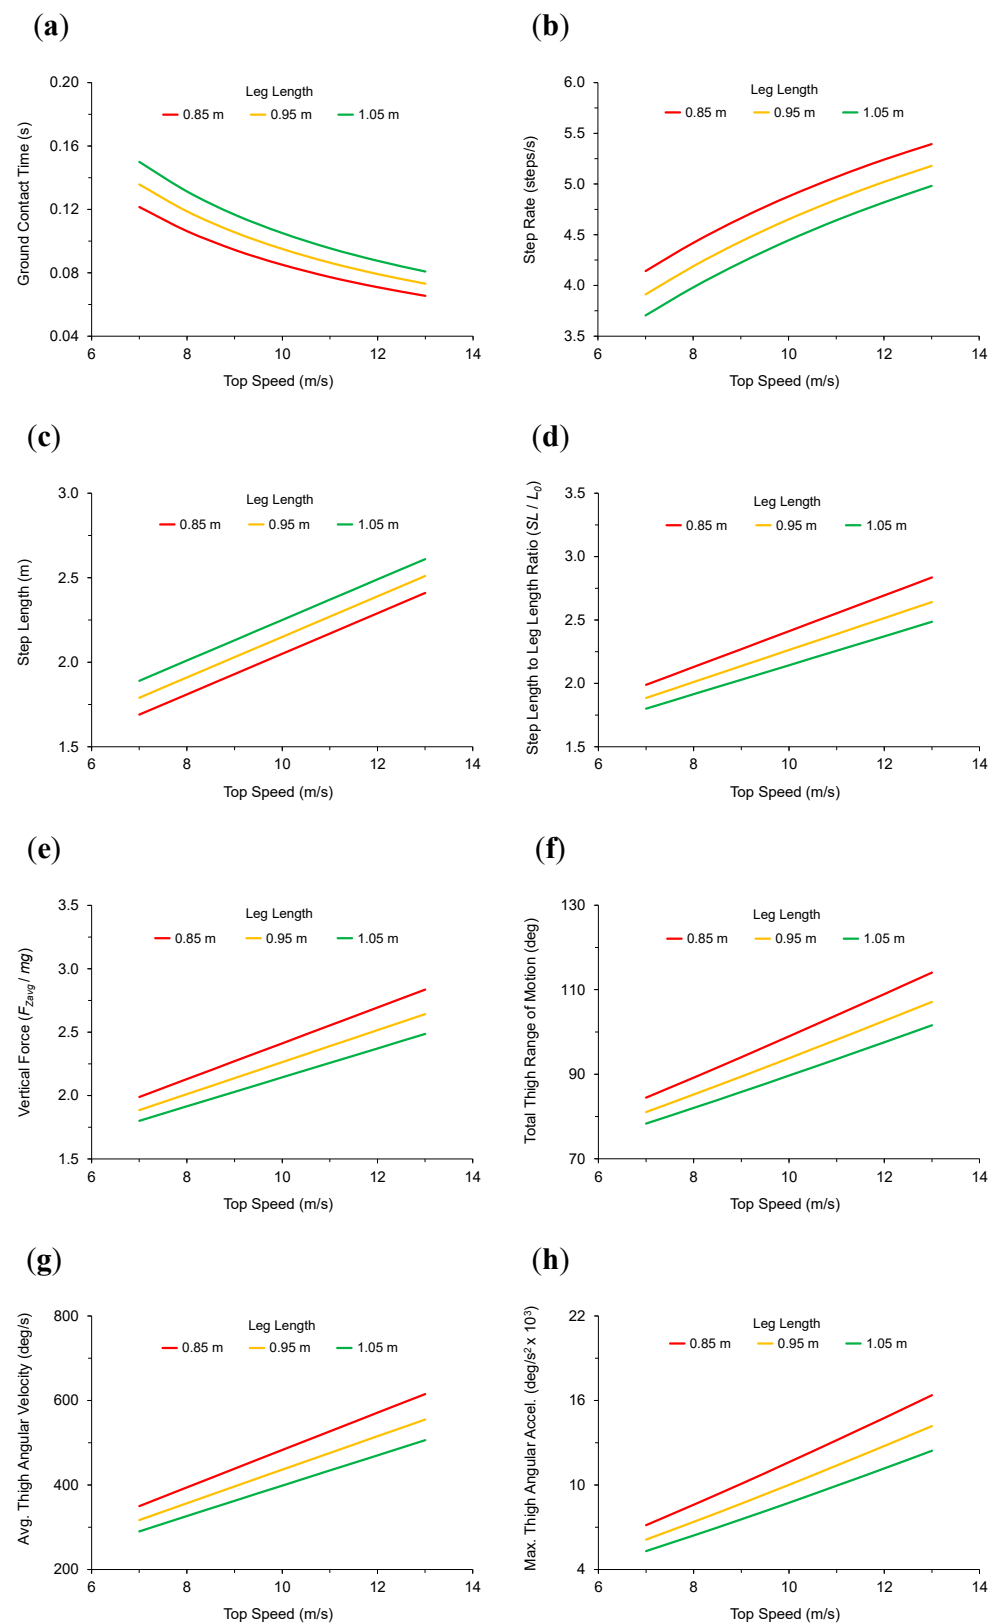 (a)
0.20
0.16
0.12
0.08
0.04
Ground Contact Time (s)
Leg Length
0.85 m 0.95 m 1.05 m
6 8 10 12 14
Top Speed (m/s)
(b)
6.0
5.5
5.0
4.5
4.0
3.5
Step Rate (steps/s)
Leg Length
0.85 m 0.95 m 1.05 m
6 8 10 12 14
Top Speed (m/s)
(c)
3.0
2.5
2.0
1.5
Step Length (m)
Leg Length
0.85 m 0.95 m 1.05 m
6 8 10 12 14
Top Speed (m/s)
(d)
3.5
3.0
2.5
2.0
1.5
Step Length to Leg Length Ratio (SL / L0)
Leg Length
0.85 m 0.95 m 1.05 m
6 8 10 12 14
Top Speed (m/s)
(e)
3.5
3.0
2.5
2.0
1.5
Vertical Force (FZavg / mg)
Leg Length
0.85 m 0.95 m 1.05 m
6 8 10 12 14
Top Speed (m/s)
(f)
130
110
90
70
Total Thigh Range of Motion (deg)
Leg Length
0.85 m 0.95 m 1.05 m
6 8 10 12 14
Top Speed (m/s)
(g)
800
600
400
200
Avg. Thigh Angular Velocity (deg/s)
Leg Length
0.85 m 0.95 m 1.05 m
6 8 10 12 14
Top Speed (m/s)
(h)
22
16
10
4
Max. Thigh Angular Accel. (deg/s² x 10³)
Leg Length
0.85 m 0.95 m 1.05 m
6 8 10 12 14
Top Speed (m/s)